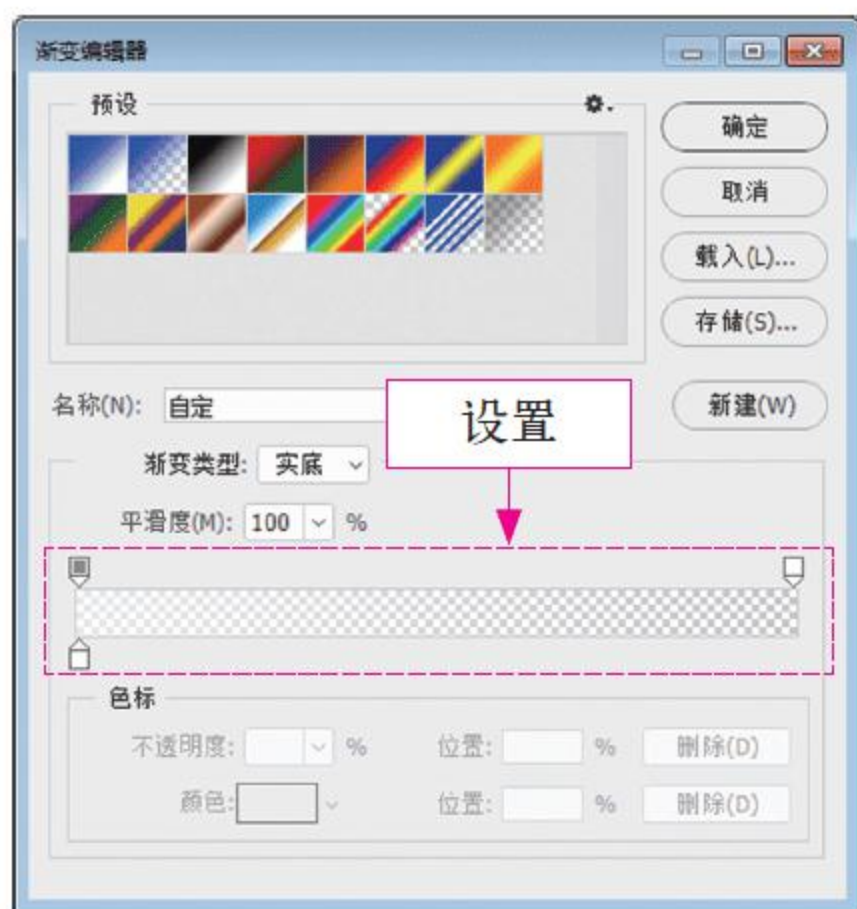 渐变编辑器
预设
确定
取消
载入(L)...
存储(S)...
名称(N): 自定
新建(W)
设置
渐变类型: 实底
平滑度(M): 100 %
色标
不透明度: % 位置: % 删除(D)
颜色: 位置: % 删除(D)